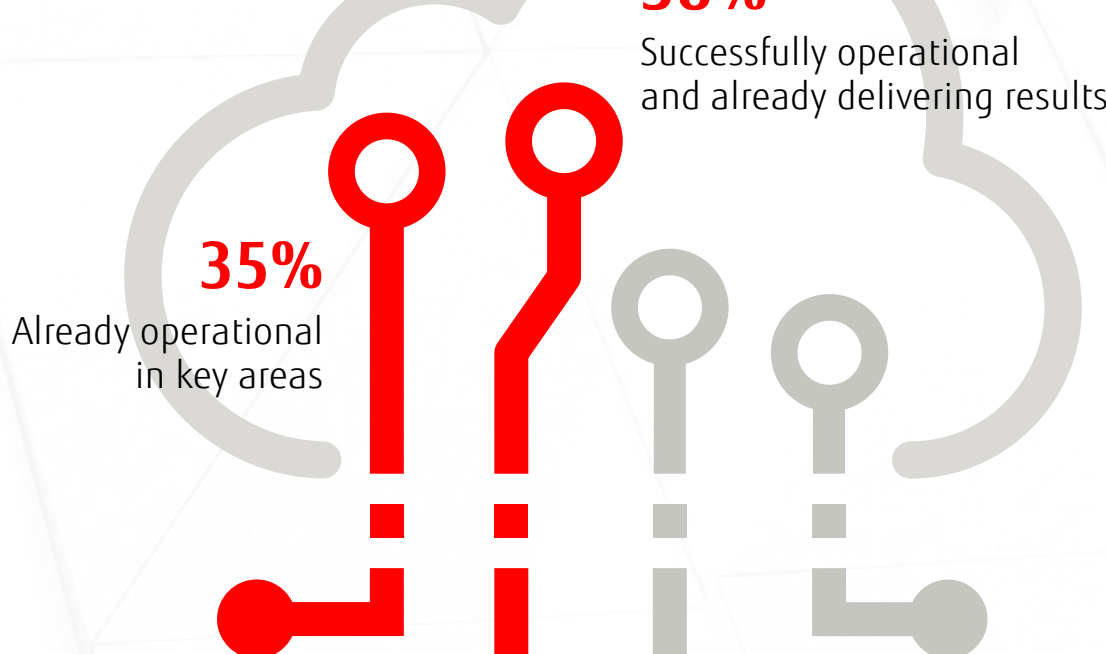 Successfully operational
and already delivering results
35%
Already operational
in key areas